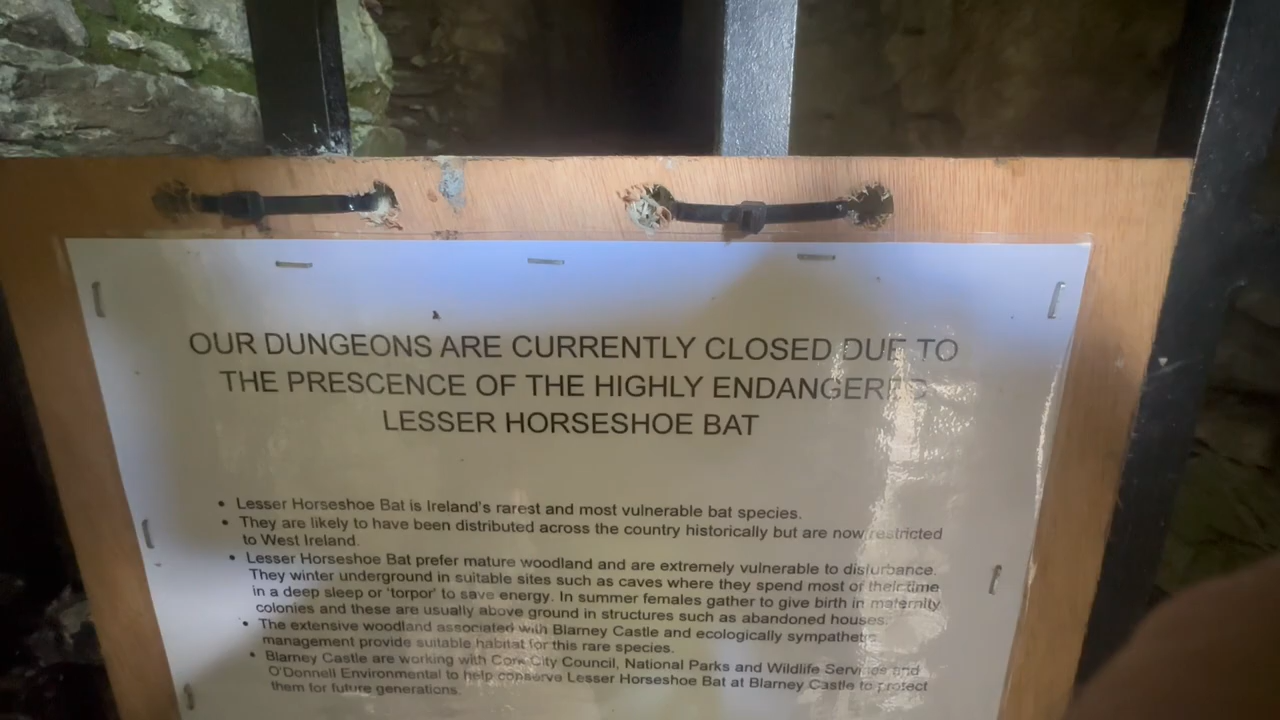 OUR DUNGEONS ARE CURRENTLY CLOSED DUE TO
THE PRESCENCE OF THE HIGHLY ENDANGERED
LESSER HORSESHOE BAT
• Lesser Horseshoe Bat is Ireland's rarest and most vulnerable bat species.
• They are likely to have been distributed across the country historically but are now restricted
to West Ireland.
• Lesser Horseshoe Bat prefer mature woodland and are extremely vulnerable to disturbance.
They winter underground in suitable sites such as caves where they spend most of their time
in a deep sleep or 'torpor' to save energy. In summer females gather to give birth in maternity
colonies and these are usually above ground in structures such as abandoned houses.
• The extensive woodland associated with Blarney Castle and ecologically sympathetic
management provide suitable habitat for this rare species.
• Blarney Castle are working with Cork City Council, National Parks and Wildlife Services and
O'Donnell Environmental to help conserve Lesser Horseshoe Bat at Blarney Castle to protect
them for future generations.